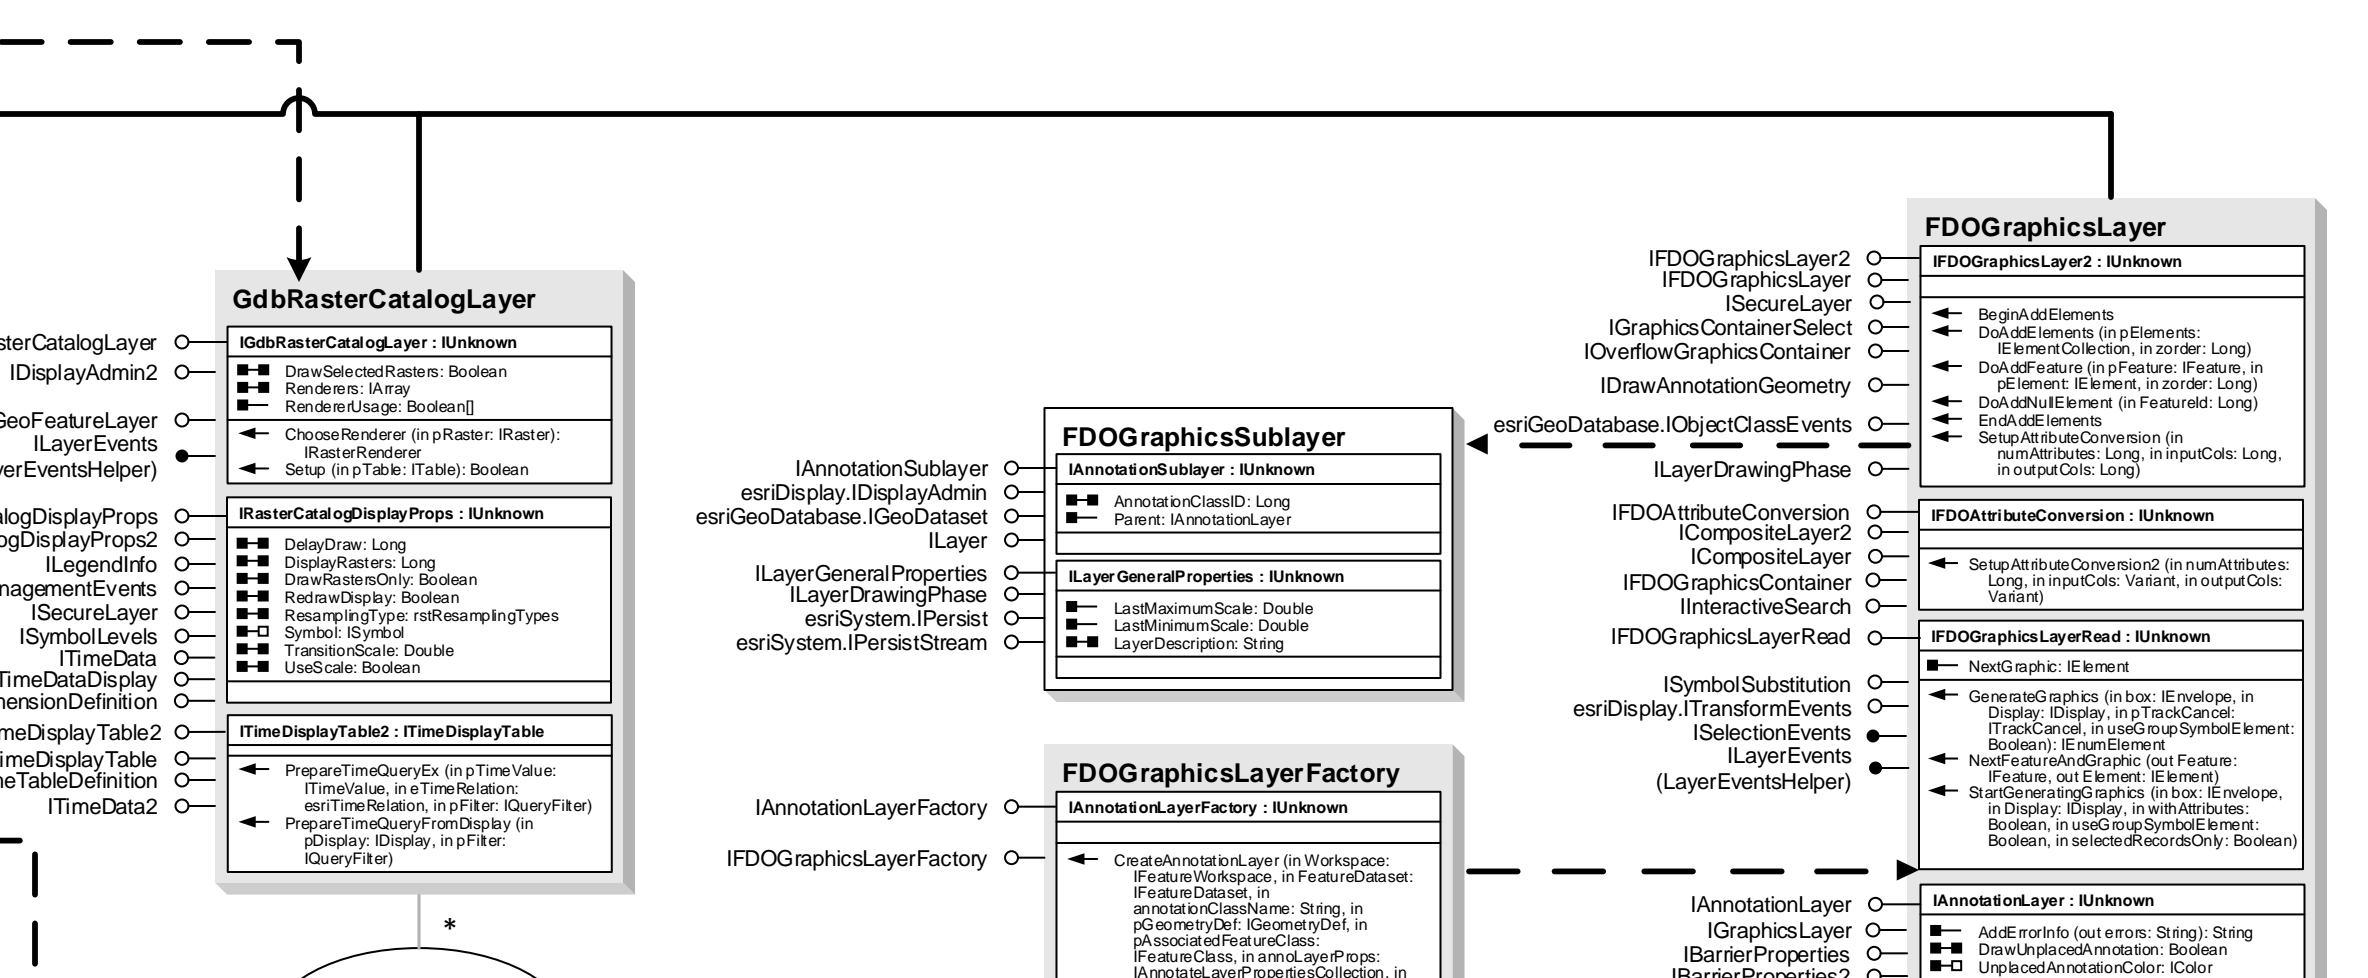 GdbRasterCatalogLayer
sterCatalogLayer
IDisplayAdmin2
GeoFeatureLayer
ILayerEvents
yerEventsHelper)
alogDisplayProps
ogDisplayProps2
ILegendInfo
nagementEvents
ISecureLayer
ISymbolLevels
ITimeData
TimeDataDisplay
mensionDefinition
meDisplayTable2
imeDisplayTable
neTableDefinition
ITimeData2
IGdbRasterCatalogLayer : IUnknown
DrawSelectedRasters: Boolean
Renderers: IArray
RendererUsage: Boolean[]
ChooseRenderer (in pRaster: IRaster):
IRasterRenderer
Setup (in pTable: ITable): Boolean
IRasterCatalogDisplayProps : IUnknown
DelayDraw: Long
DisplayRasters: Long
DrawRastersOnly: Boolean
RedrawDisplay: Boolean
ResamplingType: rstResamplingTypes
Symbol: ISymbol
TransitionScale: Double
UseScale: Boolean
ITimeDisplayTable2 : ITimeDisplayTable
PrepareTimeQueryEx (in pTimeValue:
ITimeValue, in eTimeRelation:
esriTimeRelation, in pFilter: IQueryFilter)
PrepareTimeQueryFromDisplay (in
pDisplay: IDisplay, in pFilter:
IQueryFilter)
*
FDOGraphicsSublayer
IAnnotationSublayer
esriDisplay.IDisplayAdmin
esriGeoDatabase.IGeoDataset
ILayer
ILayerGeneralProperties
ILayerDrawingPhase
esriSystem.IPersist
esriSystem.IPersistStream
IAnnotationSublayer : IUnknown
AnnotationClassID: Long
Parent: IAnnotationLayer
ILayerGeneralProperties : IUnknown
LastMaximumScale: Double
LastMinimumScale: Double
LayerDescription: String
FDOGraphicsLayerFactory
IAnnotationLayerFactory
IFDOGraphicsLayerFactory
IAnnotationLayerFactory : IUnknown
CreateAnnotationLayer (in Workspace:
IFeatureWorkspace, in FeatureDataset:
IFeatureDataset, in
annotationClassName: String, in
pGeometryDef: IGeometryDef, in
pAssociatedFeatureClass:
IFeatureClass, in annoLayerProps:
IAnnotateLayerPropertiesCollection, in
FDOGraphicsLayer
IFDOGraphicsLayer2
IFDOGraphicsLayer
ISecureLayer
IGraphicsContainerSelect
IOverflowGraphicsContainer
IDrawAnnotationGeometry
esriGeoDatabase.IObjectClassEvents
ILayerDrawingPhase
IFDOAttributeConversion
ICompositeLayer2
ICompositeLayer
IFDOGraphicsContainer
IInteractiveSearch
IFDOGraphicsLayerRead
ISymbolSubstitution
esriDisplay.ITransformEvents
ISelectionEvents
ILayerEvents
(LayerEventsHelper)
IAnnotationLayer
IGraphicsLayer
IBarrierProperties
IBarrierProperties2
IFDOGraphicsLayer2 : IUnknown
BeginAddElements
DoAddElements (in pElements:
IElementCollection, in zorder: Long)
DoAddFeature (in pFeature: IFeature, in
pElement: IElement, in zorder: Long)
DoAddNullElement (in FeatureId: Long)
EndAddElements
SetupAttributeConversion (in
numAttributes: Long, in inputCols: Long,
in outputCols: Long)
IFDOAttributeConversion : IUnknown
SetupAttributeConversion2 (in numAttributes:
Long, in inputCols: Variant, in outputCols:
Variant)
IFDOGraphicsLayerRead : IUnknown
NextGraphic: IElement
GenerateGraphics (in box: IEnvelope, in
Display: IDisplay, in pTrackCancel:
ITrackCancel, in useGroupSymbolElement:
Boolean): IEnumElement
NextFeatureAndGraphic (out Feature:
IFeature, out Element: IElement)
StartGeneratingGraphics (in box: IEnvelope,
in Display: IDisplay, in withAttributes:
Boolean, in useGroupSymbolElement:
Boolean, in selectedRecordsOnly: Boolean)
IAnnotationLayer : IUnknown
AddErrorInfo (out errors: String): String
DrawUnplacedAnnotation: Boolean
UnplacedAnnotationColor: IColor